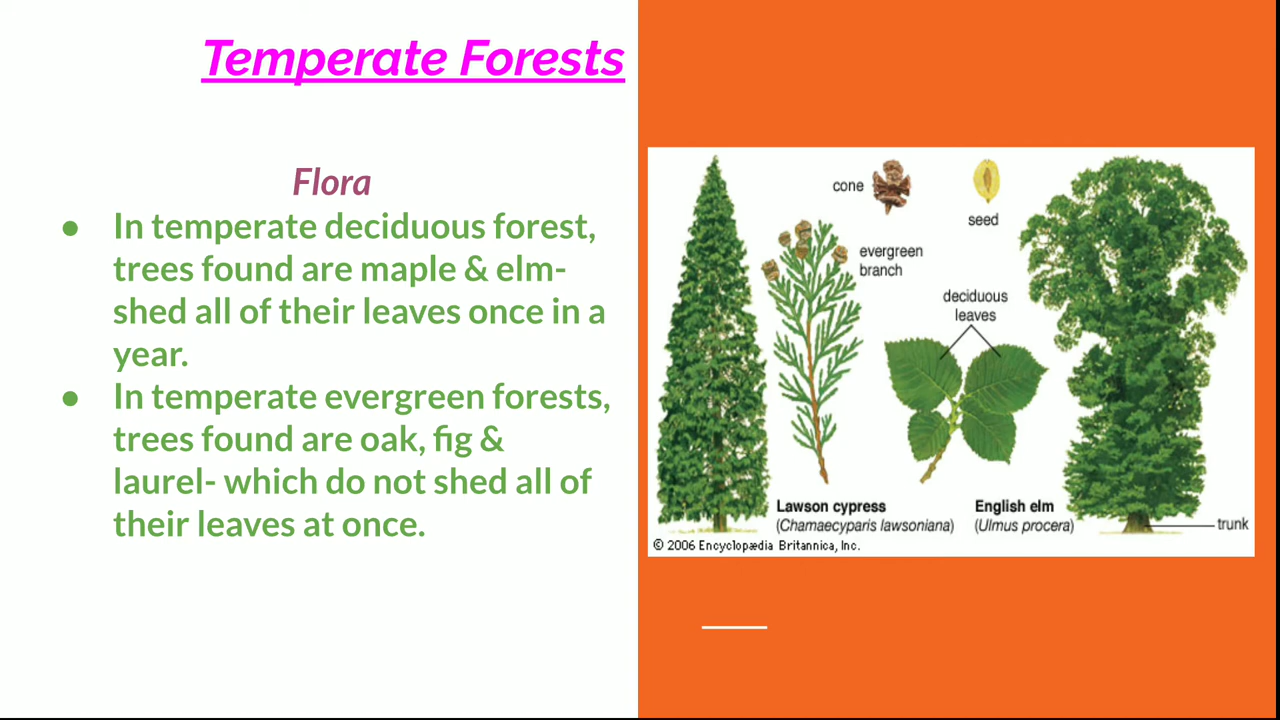 Temperate Forests
Flora
● In temperate deciduous forest,
trees found are maple & elm-
shed all of their leaves once in a
year.
● In temperate evergreen forests,
trees found are oak, fig &
laurel- which do not shed all of
their leaves at once.
cone
seed
evergreen
branch
deciduous
leaves
Lawson cypress
(Chamaecyparis lawsoniana)
English elm
(Ulmus procera)
trunk
© 2006 Encyclopædia Britannica, Inc.